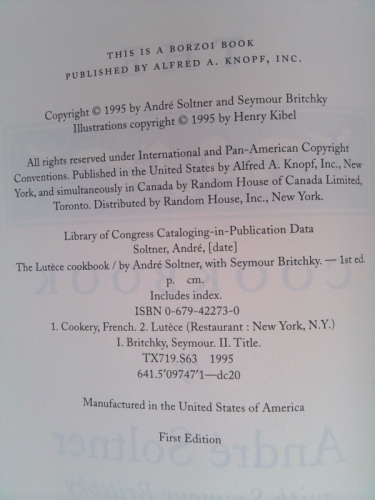 THIS IS A BORZOI BOOK
PUBLISHED BY ALFRED A. KNOPF, INC.
Copyright © 1995 by André Soltner and Seymour Britchky
Illustrations copyright © 1995 by Henry Kibel
All rights reserved under International and Pan-American Copyright
Conventions. Published in the United States by Alfred A. Knopf, Inc., New
York, and simultaneously in Canada by Random House of Canada Limited,
Toronto. Distributed by Random House, Inc., New York.
Library of Congress Cataloging-in-Publication Data
Soltner, André, [date]
The Lutèce cookbook / by André Soltner, with Seymour Britchky. — 1st ed.
p. cm.
Includes index.
ISBN 0-679-42273-0
1. Cookery, French. 2. Lutèce (Restaurant : New York, N.Y.)
I. Britchky, Seymour. II. Title.
TX719.S63 1995
641.5'09747'1—dc20
Manufactured in the United States of America
First Edition
André Soltner
with Seymour Britchky